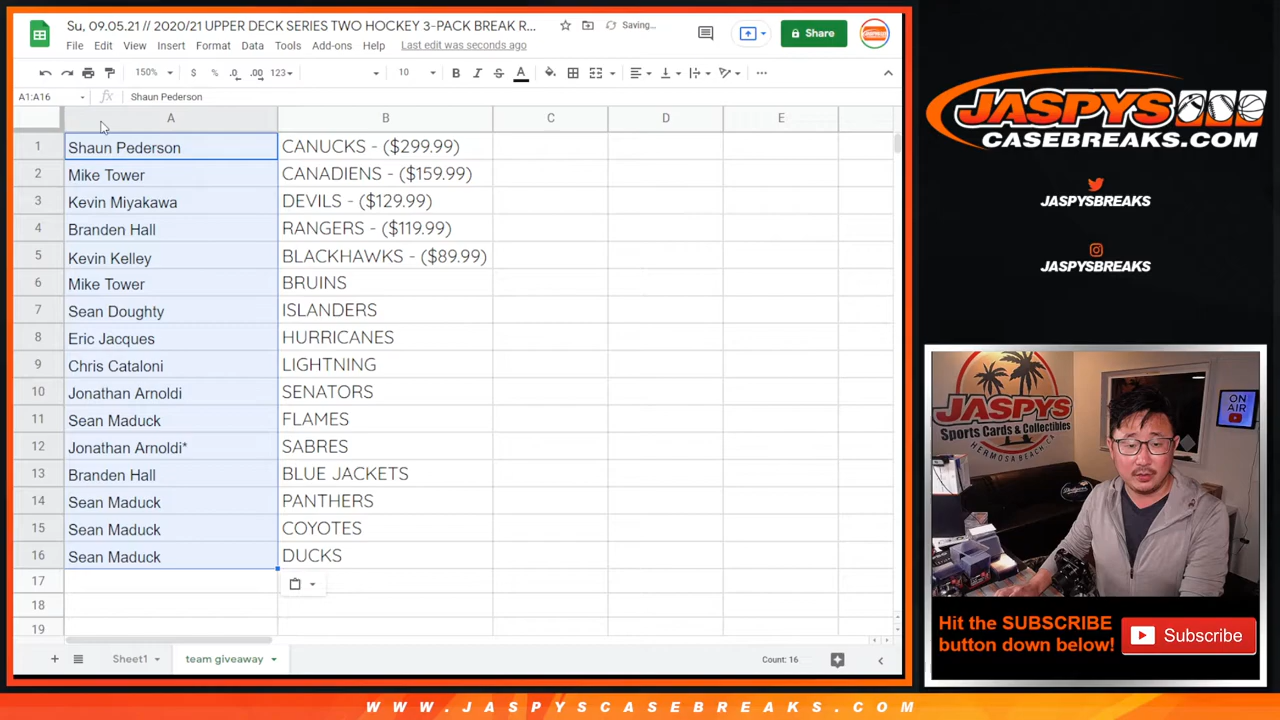 Su, 09.05.21 // 2020/21 UPPER DECK SERIES TWO HOCKEY 3-PACK BREAK R...
Saving...
File Edit View Insert Format Data Tools Add-ons Help Last edit was seconds ago
Share
150% $ % .0 .00 123 10 B I S A
A1:A16 fx Shaun Pederson
A B C D E
1 Shaun Pederson CANUCKS - ($299.99)
2 Mike Tower CANADIENS - ($159.99)
3 Kevin Miyakawa DEVILS - ($129.99)
4 Branden Hall RANGERS - ($119.99)
5 Kevin Kelley BLACKHAWKS - ($89.99)
6 Mike Tower BRUINS
7 Sean Doughty ISLANDERS
8 Eric Jacques HURRICANES
9 Chris Cataloni LIGHTNING
10 Jonathan Arnoldi SENATORS
11 Sean Maduck FLAMES
12 Jonathan Arnoldi* SABRES
13 Branden Hall BLUE JACKETS
14 Sean Maduck PANTHERS
15 Sean Maduck COYOTES
16 Sean Maduck DUCKS
17
18
19
Sheet1 team giveaway Count: 16
JASPYS
CASEBREAKS.COM
JASPYSBREAKS
JASPYSBREAKS
JASPYS
Sports Cards & Collectibles
HERMOSA BEACH, CA
ON
AIR
Hit the SUBSCRIBE
button down below!
Subscribe
WWW.JASPYSCASEBREAKS.COM